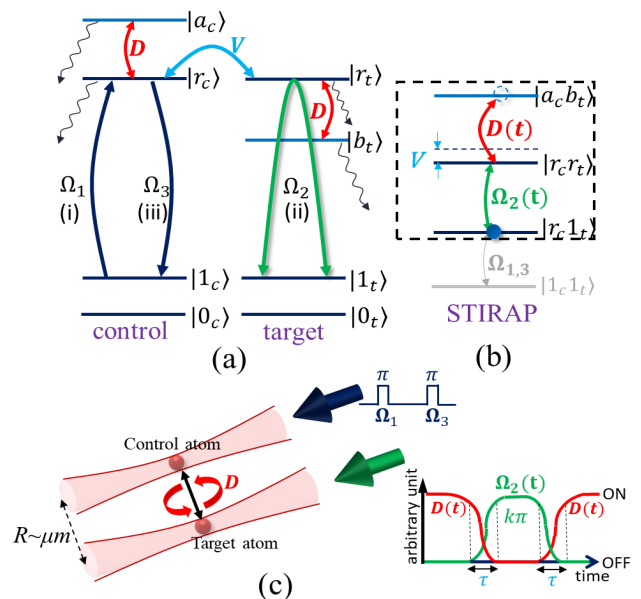 |a_c⟩
D
|r_c⟩
V
|r_t⟩
D
|b_t⟩
Ω_1
(i)
Ω_3
(iii)
Ω_2
(ii)
|1_c⟩
|1_t⟩
|0_c⟩
|0_t⟩
control
target
(a)
|a_c b_t⟩
D(t)
V
|r_c r_t⟩
Ω_2(t)
|r_c 1_t⟩
Ω_{1,3}
|1_c 1_t⟩
STIRAP
(b)
π π
Ω_1 Ω_3
Control atom
D
R~μm
Target atom
(c)
arbitrary unit
D(t)
Ω_2(t)
kπ
D(t)
ON
OFF
τ
τ
time